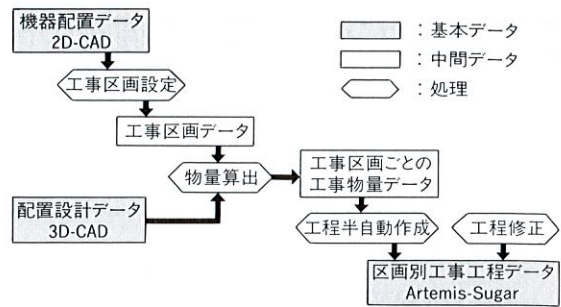 機器配置データ
2D-CAD
：基本データ
：中間データ
：処理
工事区画設定
工事区画データ
物量算出
工事区画ごとの
工事物量データ
配置設計データ
3D-CAD
工程半自動作成
工程修正
区画別工事工程データ
Artemis-Sugar